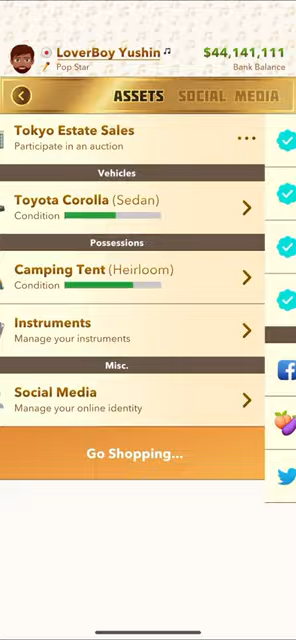 LoverBoy Yushin
Pop Star
$44,141,111
Bank Balance
ASSETS SOCIAL MEDIA
Tokyo Estate Sales
Participate in an auction
Vehicles
Toyota Corolla (Sedan)
Condition
Possessions
Camping Tent (Heirloom)
Condition
Instruments
Manage your instruments
Misc.
Social Media
Manage your online identity
Go Shopping...